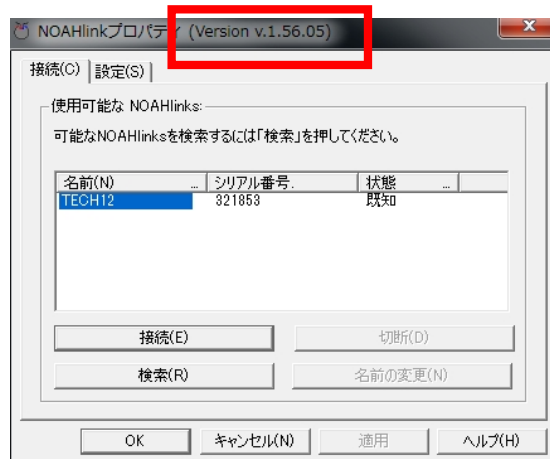 NOAHlinkプロパティ (Version v.1.56.05)
接続(C) 設定(S)
使用可能な NOAHlinks:
可能なNOAHlinksを検索するには「検索」を押してください。
名前(N) ... シリアル番号. 状態 ...
TECH12 321853 既知
接続(E) 切断(D)
検索(R) 名前の変更(N)
OK キャンセル(N) 適用 ヘルプ(H)